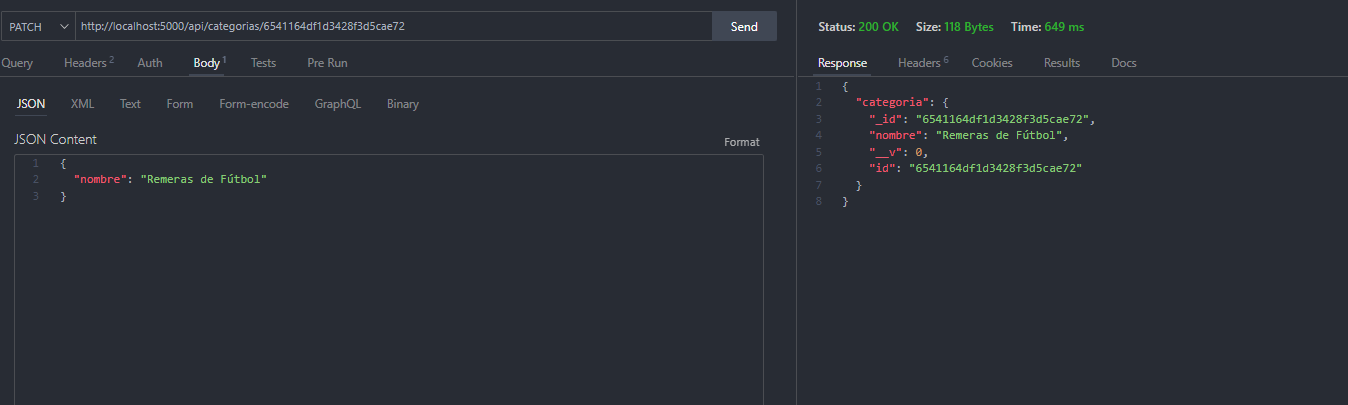 PATCH http://localhost:5000/api/categorias/6541164df1d3428f3d5cae72 Send
Query Headers 2 Auth Body 1 Tests Pre Run
JSON XML Text Form Form-encode GraphQL Binary
JSON Content
Format
1 {
2 "nombre": "Remeras de Fútbol"
3 }
Status: 200 OK Size: 118 Bytes Time: 649 ms
Response Headers 6 Cookies Results Docs
1 {
2 "categoria": {
3 "_id": "6541164df1d3428f3d5cae72",
4 "nombre": "Remeras de Fútbol",
5 "__v": 0,
6 "id": "6541164df1d3428f3d5cae72"
7 }
8 }